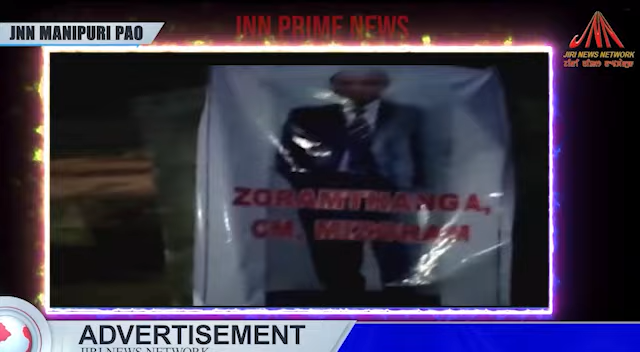 JNN PRIME NEWS
JNN MANIPURI PAO
JIRI NEWS NETWORK
ZORAMTHANGA,
CM, MIZORAM
ADVERTISEMENT
JIRI NEWS NETWORK